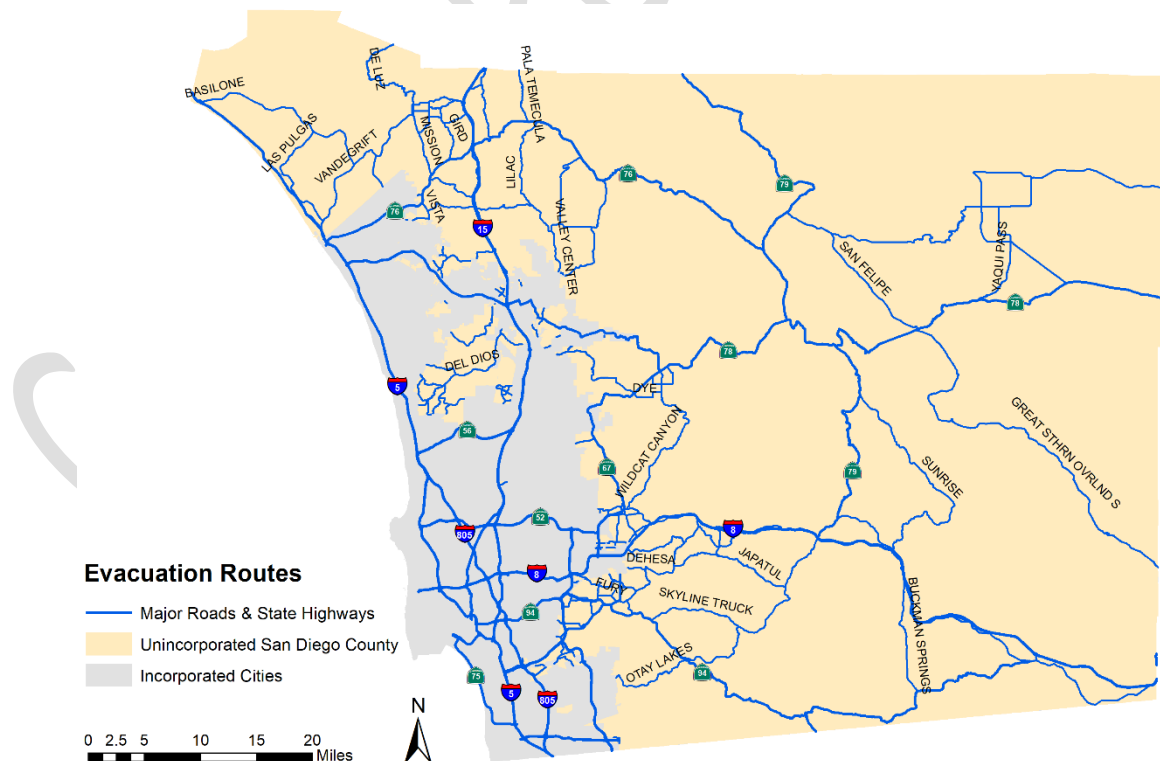 DE LUZ
PALA TEMECULA
BASILONE
LAS PULGAS
VANDEGRIFT
MISSION
GIRD
LILAC
76
79
VISTA
76
15
VALLEY CENTER
SAN FELIPE
YAQUI PASS
78
78
DEL DIOS
5
DYE
56
GREAT STHRN OVRLND S
WILDCAT CANYON
67
79
SUNRISE
52
805
8
DEHESA
JAPATUL
8
FURY
SKYLINE TRUCK
BUCKMAN SPRINGS
94
OTAY LAKES
94
75
5
805
Evacuation Routes
Major Roads & State Highways
Unincorporated San Diego County
Incorporated Cities
N
0 2.5 5 10 15 20
Miles